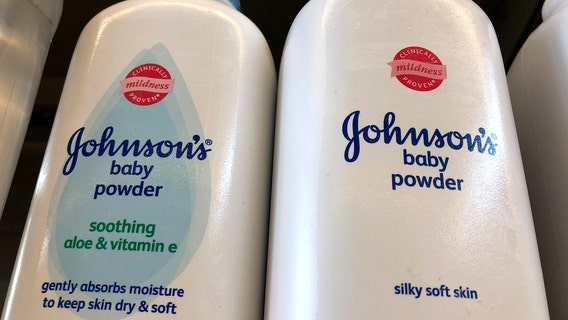 CLINICALLY
mildness
PROVEN
Johnson's®
baby
powder
soothing
aloe & vitamin e
gently absorbs moisture
to keep skin dry & soft
CLINICALLY
mildness
PROVEN
Johnson's®
baby
powder
silky soft skin